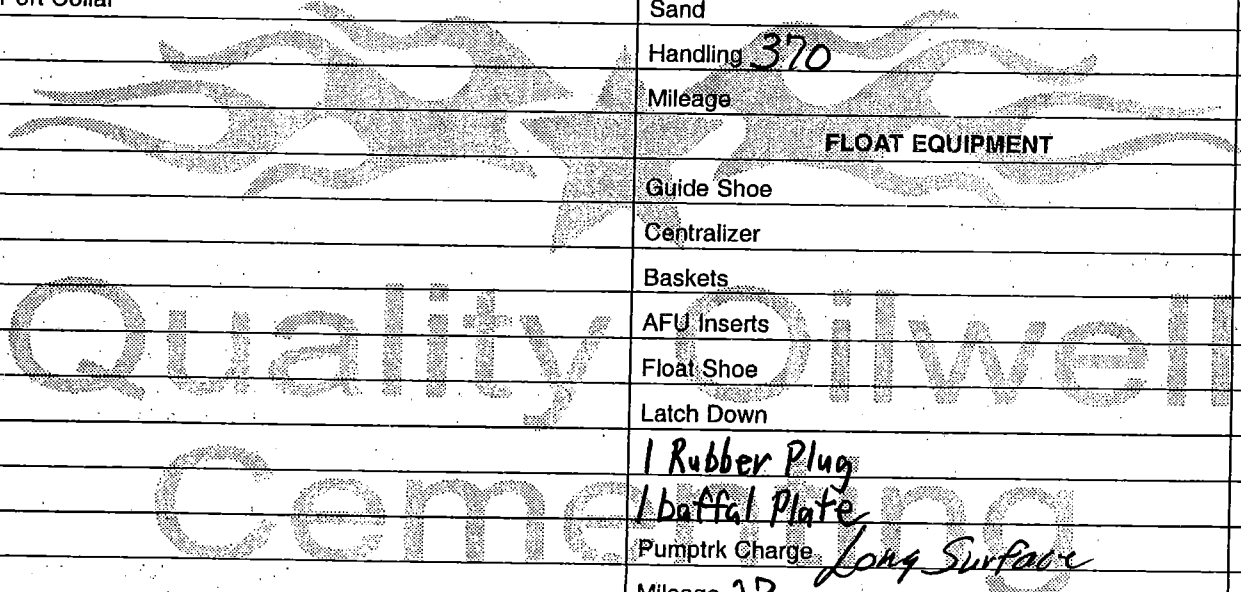 Port Collar
Sand
Handling 370
Mileage
FLOAT EQUIPMENT
Guide Shoe
Centralizer
Baskets
AFU Inserts
Float Shoe
Latch Down
1 Rubber Plug
1 baffal Plate
Pumptrk Charge Long Surface
Mileage
Quality Oilwell
Cementing